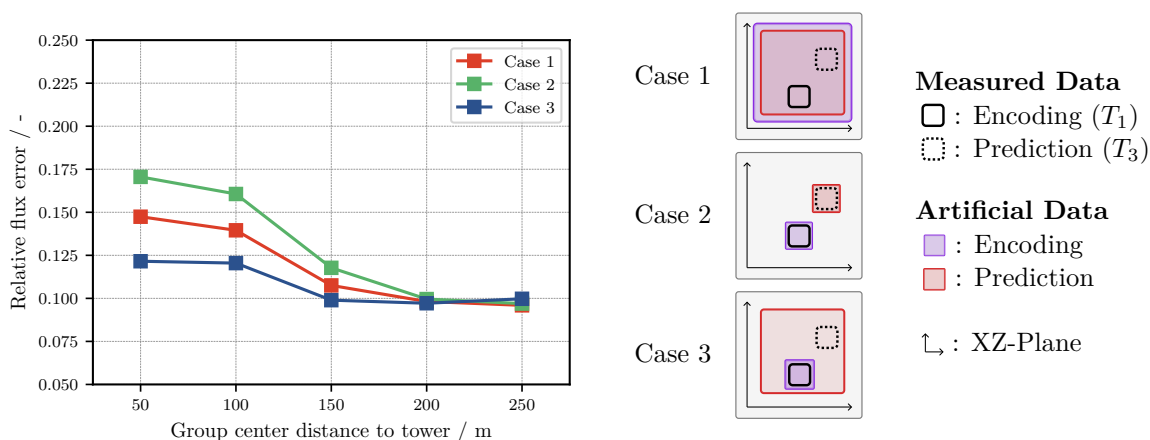 0.250
0.225
0.200
0.175
0.150
0.125
0.100
0.075
0.050
Relative flux error / -
50 100 150 200 250
Group center distance to tower / m
Case 1
Case 2
Case 3
Case 1
Case 2
Case 3
Measured Data
: Encoding (T₁)
: Prediction (T₃)
Artificial Data
: Encoding
: Prediction
: XZ-Plane